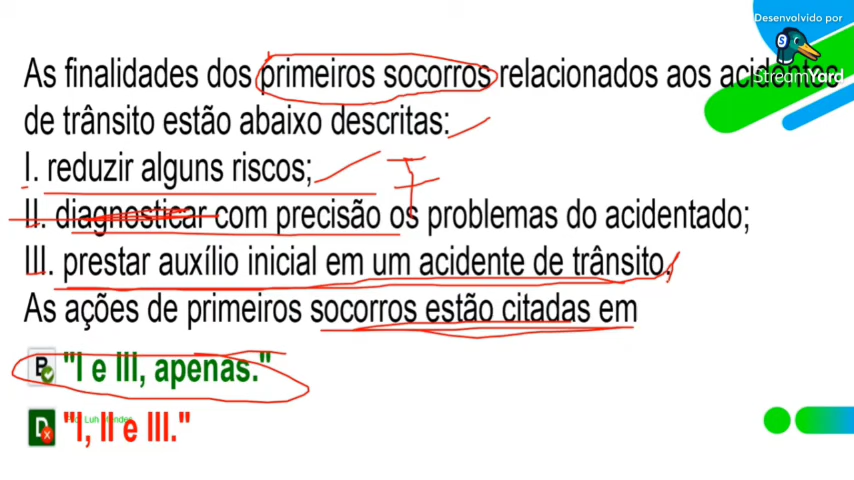 Desenvolvido por
StreamYard
As finalidades dos primeiros socorros relacionados aos acidentes
de trânsito estão abaixo descritas:
I. reduzir alguns riscos;
F
II. diagnosticar com precisão os problemas do acidentado;
III. prestar auxílio inicial em um acidente de trânsito.
As ações de primeiros socorros estão citadas em
B "I e III, apenas."
Luh
D "I, II e III."